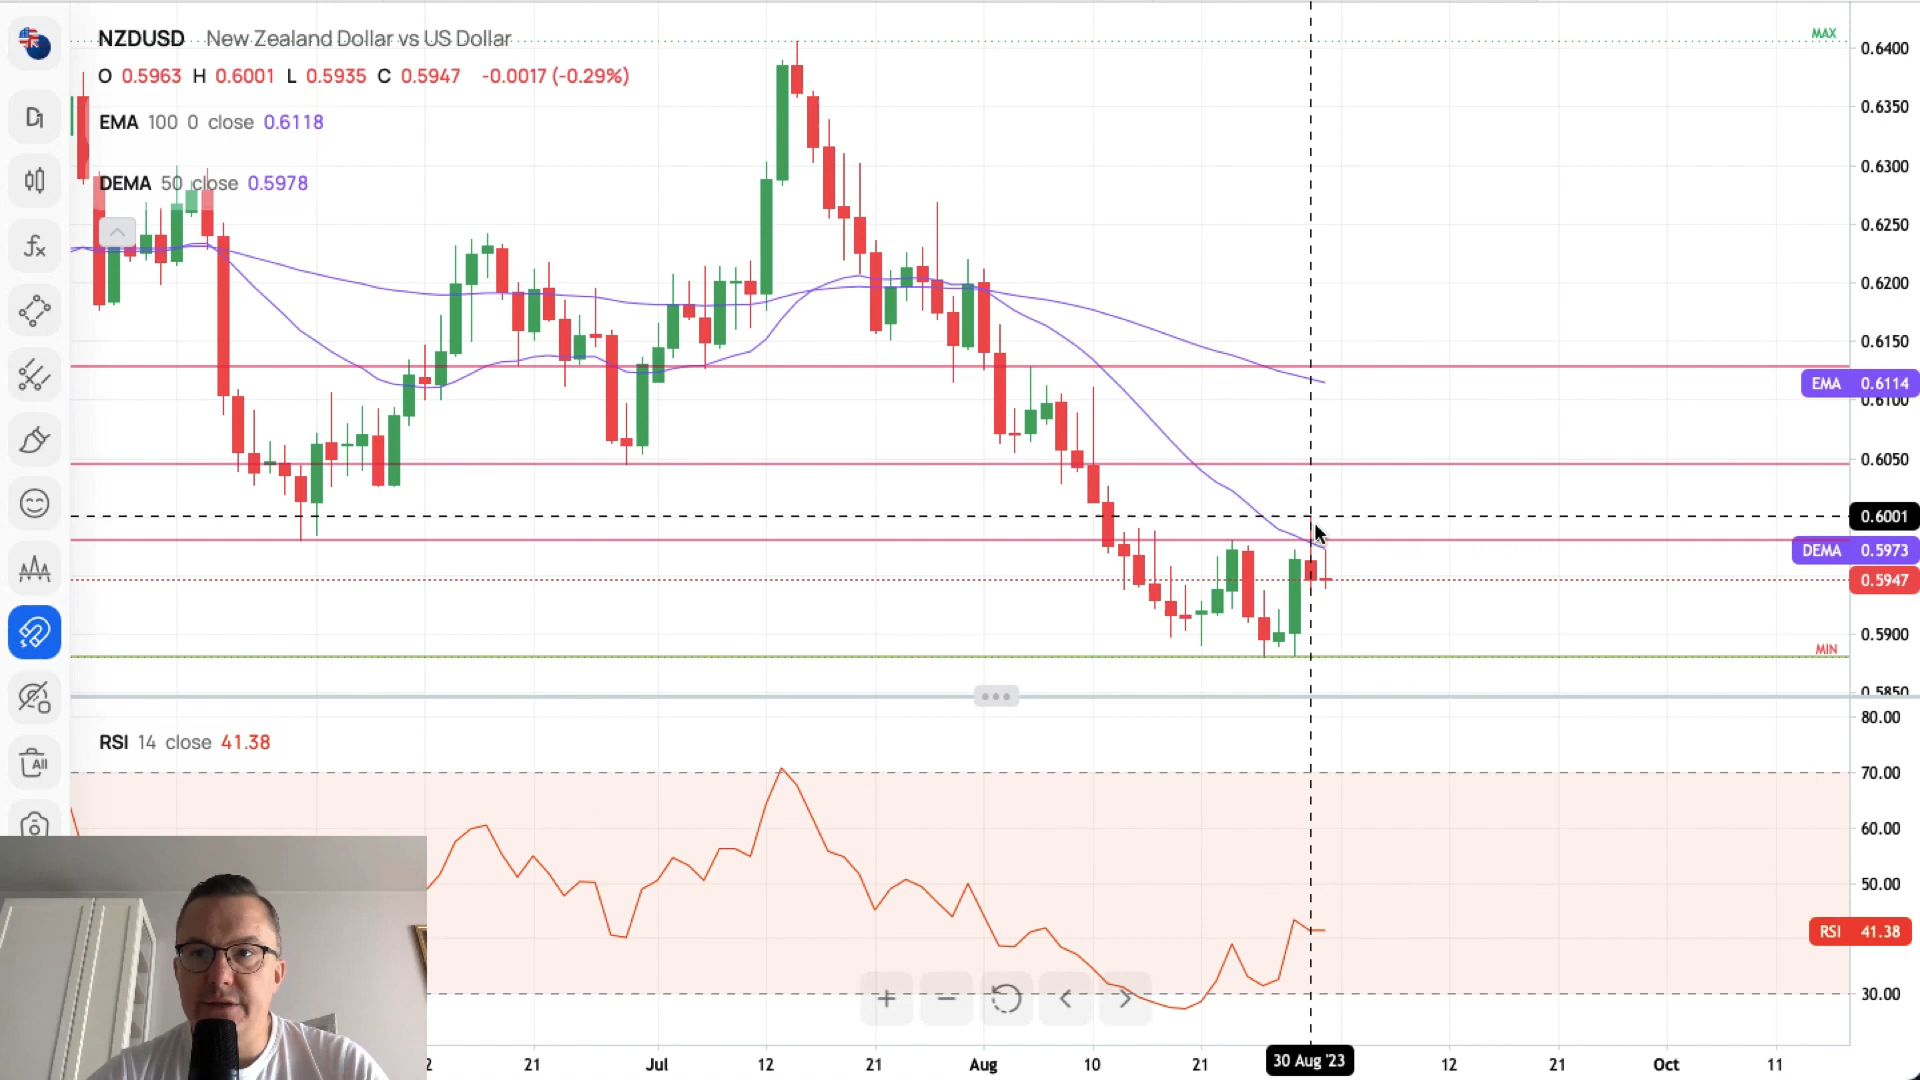 NZDUSD New Zealand Dollar vs US Dollar
MAX
O 0.5963 H 0.6001 L 0.5935 C 0.5947 -0.0017 (-0.29%)
EMA 100 0 close 0.6118
DEMA 50 close 0.5978
0.6400
0.6350
0.6300
0.6250
0.6200
0.6150
EMA 0.6114
0.6100
0.6050
0.6001
DEMA 0.5973
0.5947
0.5900
MIN
0.5850
RSI 14 close 41.38
80.00
70.00
60.00
50.00
RSI 41.38
30.00
All
2 21 Jul 12 21 Aug 10 21 30 Aug '23 12 21 Oct 11